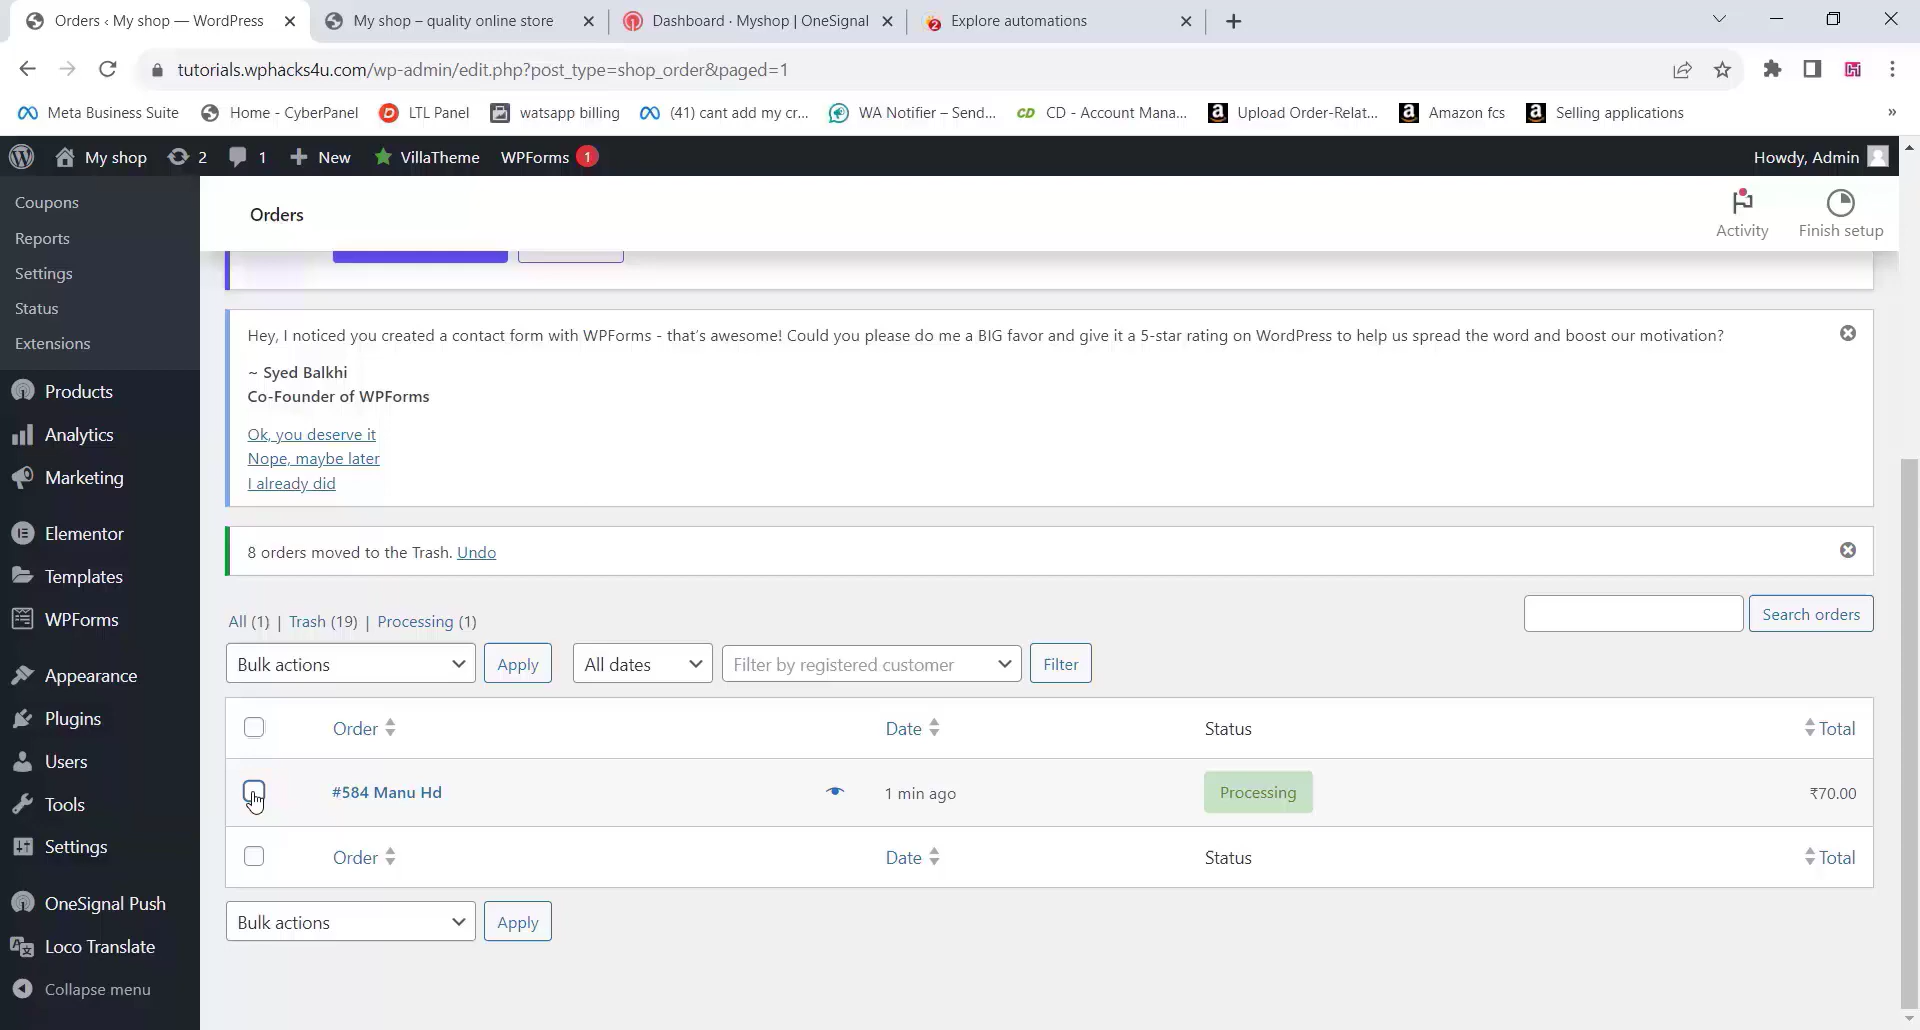 Orders ‹ My shop — WordPress
My shop – quality online store
Dashboard · Myshop | OneSignal
2
Explore automations
tutorials.wphacks4u.com/wp-admin/edit.php?post_type=shop_order&paged=1
Meta Business Suite
Home - CyberPanel
LTL Panel
watsapp billing
(41) cant add my cr...
WA Notifier – Send...
CD - Account Mana...
Upload Order-Relat...
Amazon fcs
Selling applications
»
My shop
2
1
New
VillaTheme
WPForms 1
Howdy, Admin
Coupons
Reports
Settings
Status
Extensions
Products
Analytics
Marketing
Elementor
Templates
WPForms
Appearance
Plugins
Users
Tools
Settings
OneSignal Push
Loco Translate
Collapse menu
Orders
Activity
Finish setup
Hey, I noticed you created a contact form with WPForms - that's awesome! Could you please do me a BIG favor and give it a 5-star rating on WordPress to help us spread the word and boost our motivation?
~ Syed Balkhi
Co-Founder of WPForms
Ok, you deserve it
Nope, maybe later
I already did
8 orders moved to the Trash. Undo
All (1) | Trash (19) | Processing (1)
Search orders
Bulk actions Apply All dates Filter by registered customer Filter
Order Date Status Total
#584 Manu Hd 1 min ago Processing ₹70.00
Order Date Status Total
Bulk actions Apply